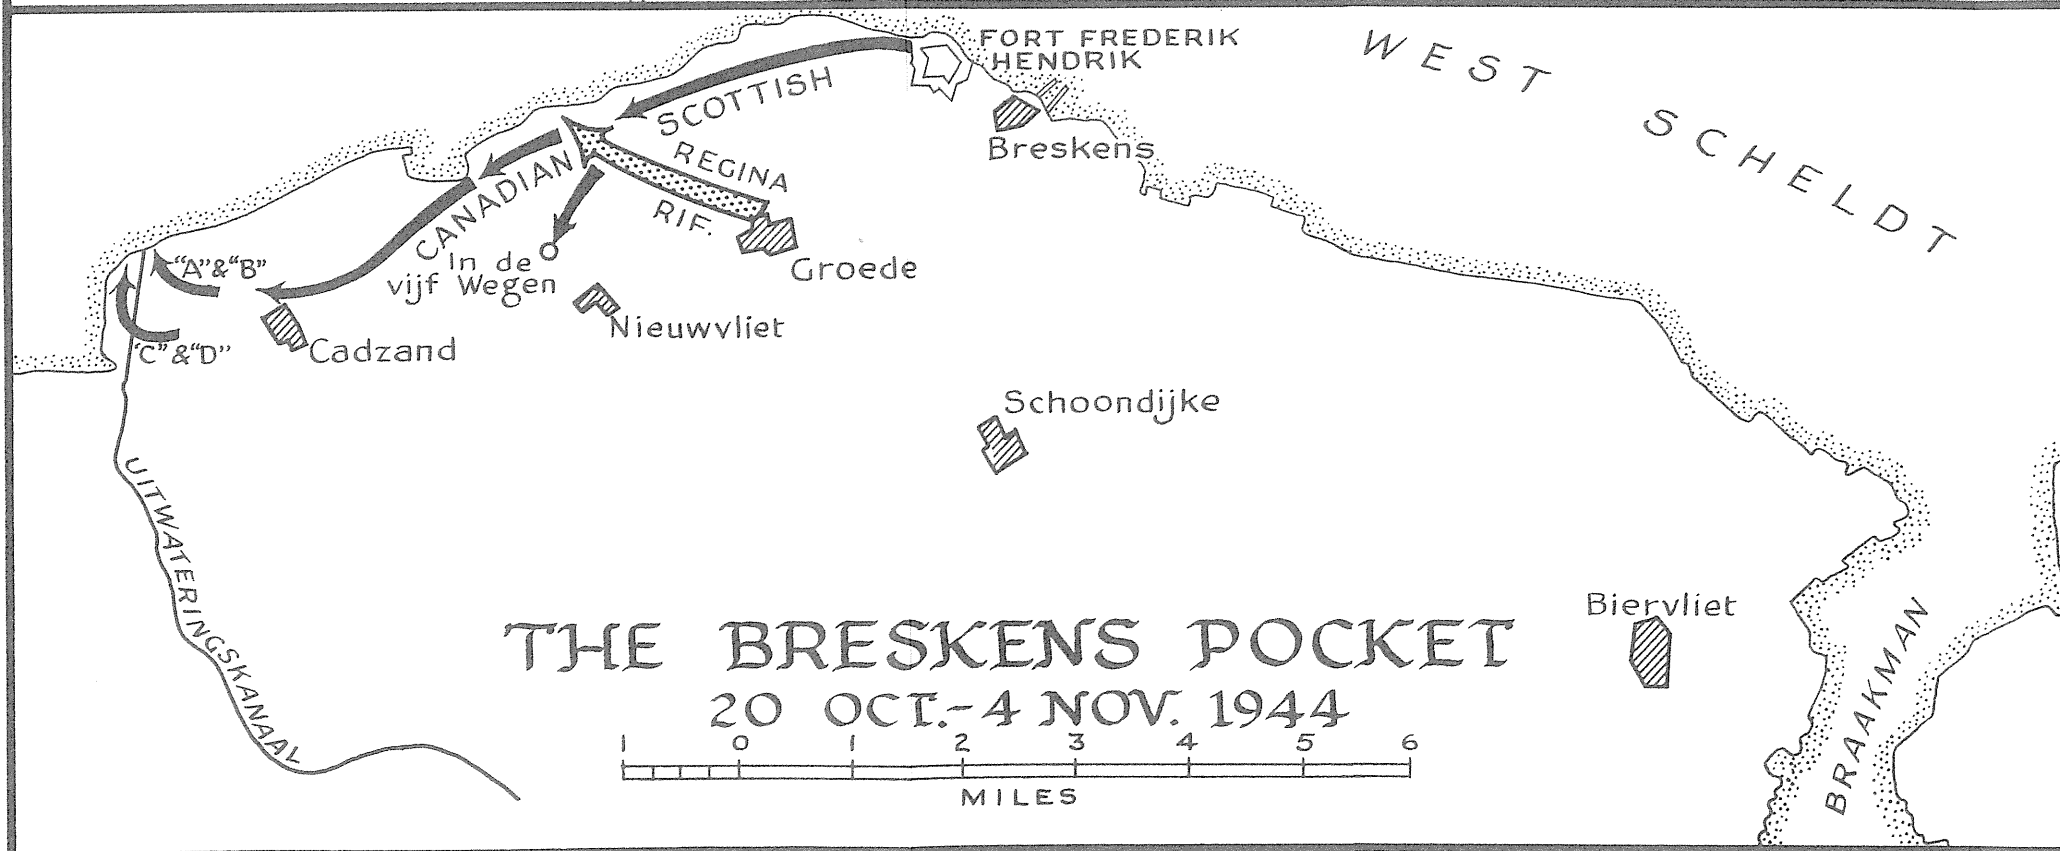 FORT FREDERIK
HENDRIK
WEST SCHELDT
Breskens
CANADIAN SCOTTISH
REGINA
RIF.
Groede
In de
vijf Wegen
"A" & "B"
Nieuwvliet
"C" & "D"
Cadzand
Schoondijke
UITWATERINGSKANAAL
Biervliet
BRAAKMAN
THE BRESKENS POCKET
20 OCT.-4 NOV. 1944
1 0 1 2 3 4 5 6
MILES